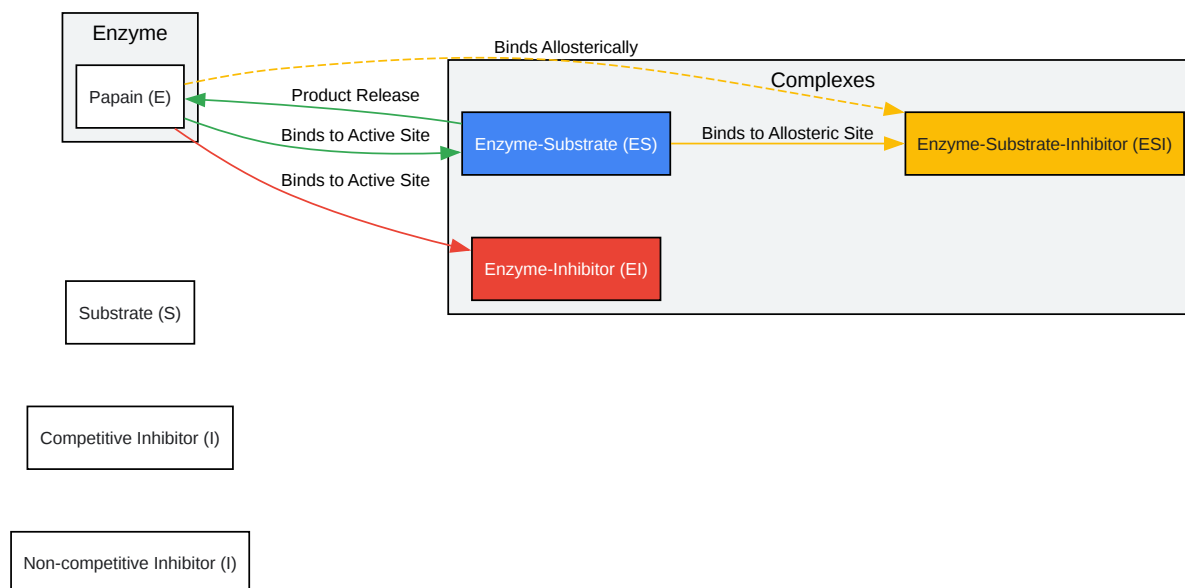 Enzyme
Papain (E)
Binds Allosterically
Complexes
Product Release
Binds to Active Site
Binds to Active Site
Enzyme-Substrate (ES)
Binds to Allosteric Site
Enzyme-Substrate-Inhibitor (ESI)
Enzyme-Inhibitor (EI)
Substrate (S)
Competitive Inhibitor (I)
Non-competitive Inhibitor (I)